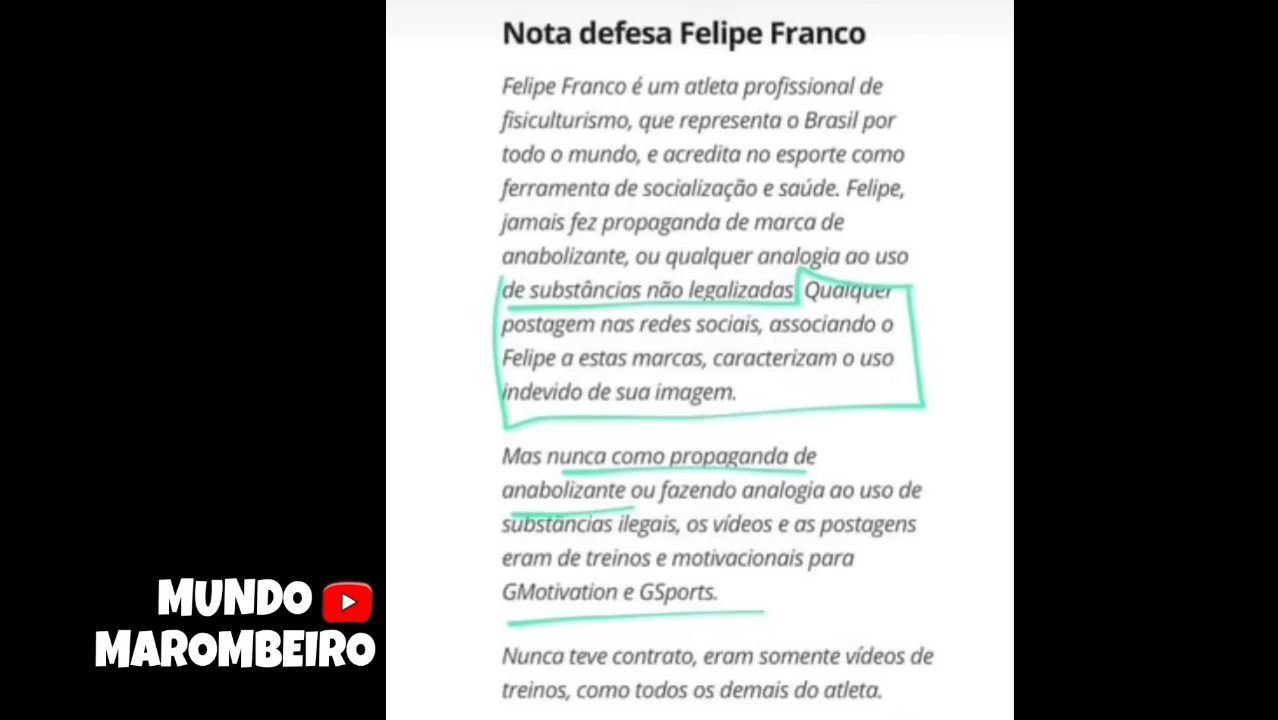 Nota defesa Felipe Franco
Felipe Franco é um atleta profissional de
fisiculturismo, que representa o Brasil por
todo o mundo, e acredita no esporte como
ferramenta de socialização e saúde. Felipe,
jamais fez propaganda de marca de
anabolizante, ou qualquer analogia ao uso
de substâncias não legalizadas. Qualquer
postagem nas redes sociais, associando o
Felipe a estas marcas, caracterizam o uso
indevido de sua imagem.
Mas nunca como propaganda de
anabolizante ou fazendo analogia ao uso de
substâncias ilegais, os vídeos e as postagens
eram de treinos e motivacionais para
GMotivation e GSports.
Nunca teve contrato, eram somente vídeos de
treinos, como todos os demais do atleta.
MUNDO
MAROMBEIRO